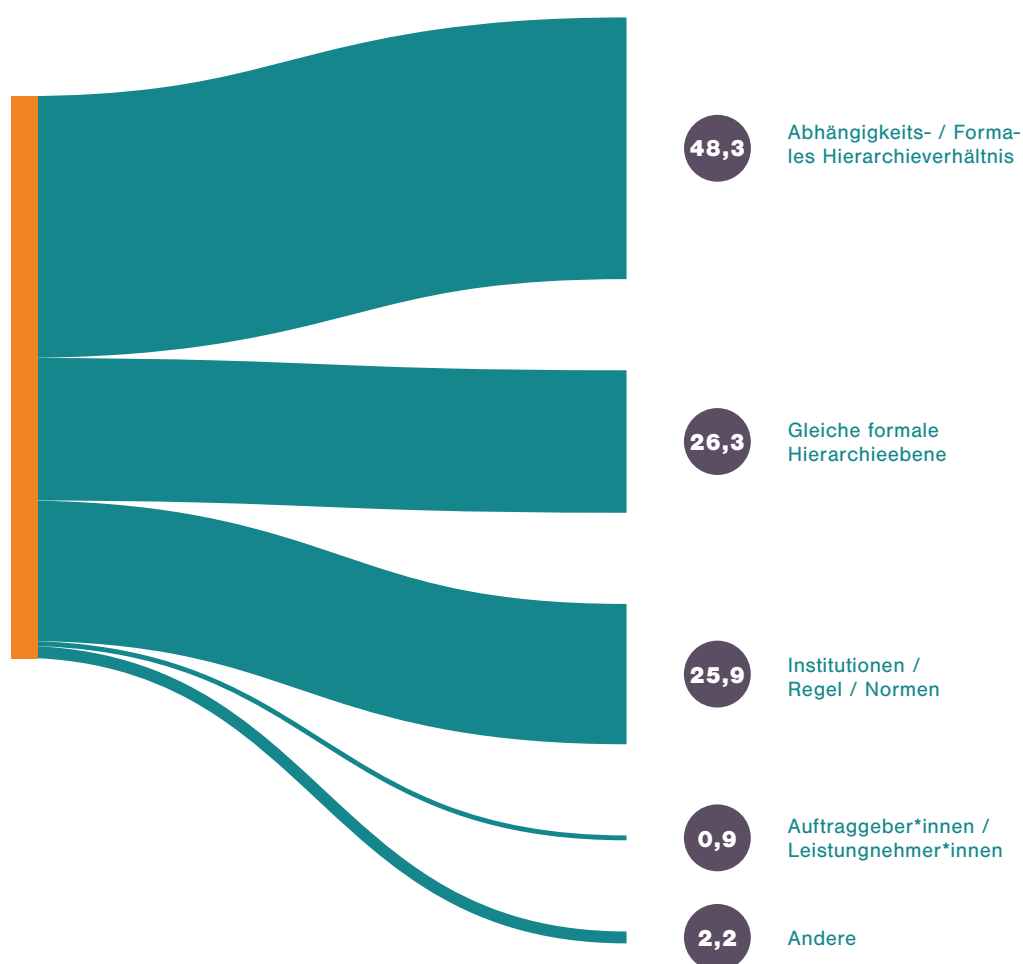 48,3
Abhängigkeits- / Forma-
les Hierarchieverhältnis
26,3
Gleiche formale
Hierarchieebene
25,9
Institutionen /
Regel / Normen
0,9
Auftraggeber*innen /
Leistungnehmer*innen
2,2
Andere